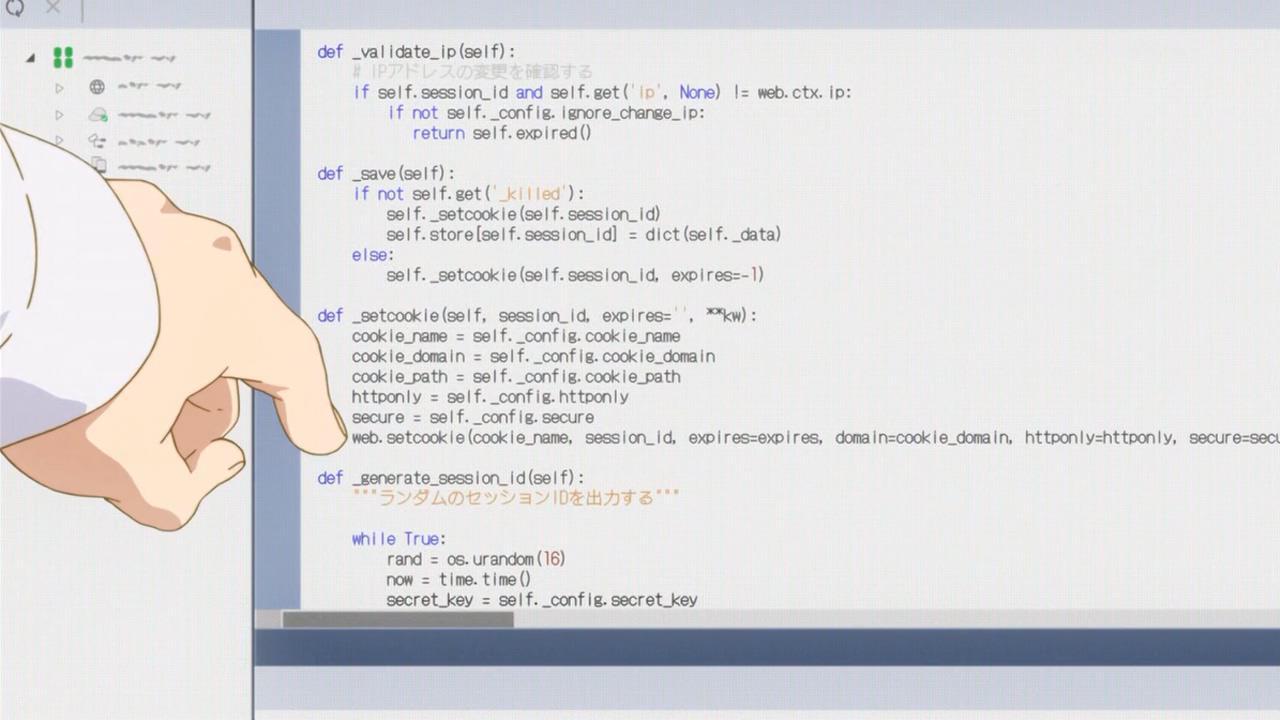 def _validate_ip(self):
# IPアドレスの変更を確認する
if self.session_id and self.get('ip', None) != web.ctx.ip:
if not self._config.ignore_change_ip:
return self.expired()
def _save(self):
if not self.get('_killed'):
self._setcookie(self.session_id)
self.store[self.session_id] = dict(self._data)
else:
self._setcookie(self.session_id, expires=-1)
def _setcookie(self, session_id, expires='', **kw):
cookie_name = self._config.cookie_name
cookie_domain = self._config.cookie_domain
cookie_path = self._config.cookie_path
httponly = self._config.httponly
secure = self._config.secure
web.setcookie(cookie_name, session_id, expires=expires, domain=cookie_domain, httponly=httponly, secure=secu
def _generate_session_id(self):
"""ランダムのセッションIDを出力する"""
while True:
rand = os.urandom(16)
now = time.time()
secret_key = self._config.secret_key